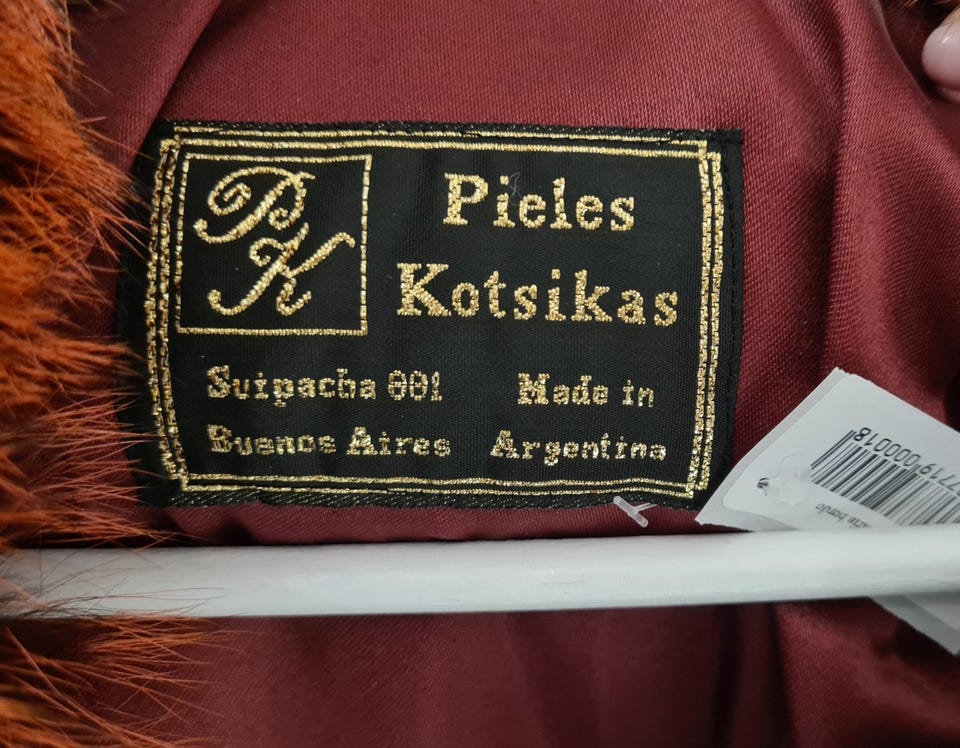 PK
Pieles
Kotsikas
Suipacha 881
Buenos Aires
Made in
Argentina